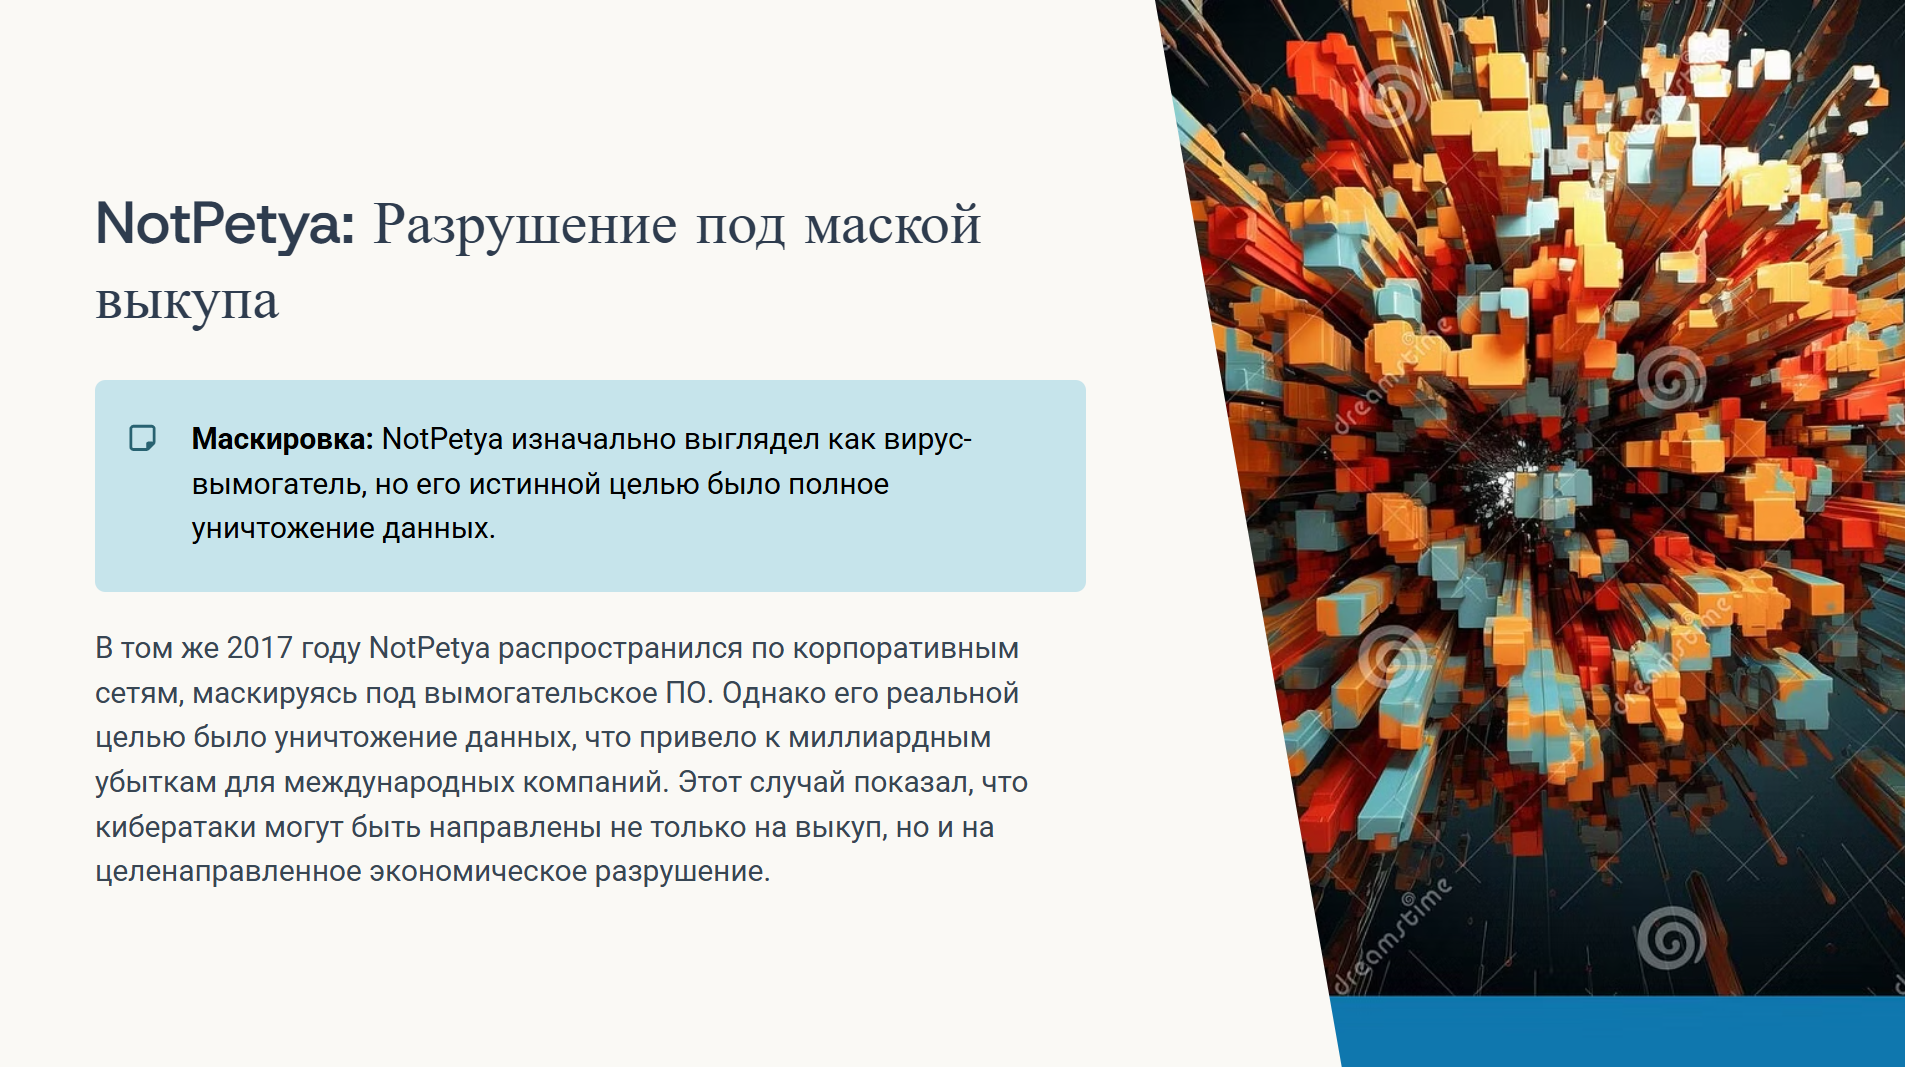 NotPetya: Разрушение под маской
выкупа
Маскировка: NotPetya изначально выглядел как вирус-
вымогатель, но его истинной целью было полное
уничтожение данных.
В том же 2017 году NotPetya распространился по корпоративным
сетям, маскируясь под вымогательское ПО. Однако его реальной
целью было уничтожение данных, что привело к миллиардным
убыткам для международных компаний. Этот случай показал, что
кибератаки могут быть направлены не только на выкуп, но и на
целенаправленное экономическое разрушение.
dreamstime
dreamstime
dreamstime
dreamstime